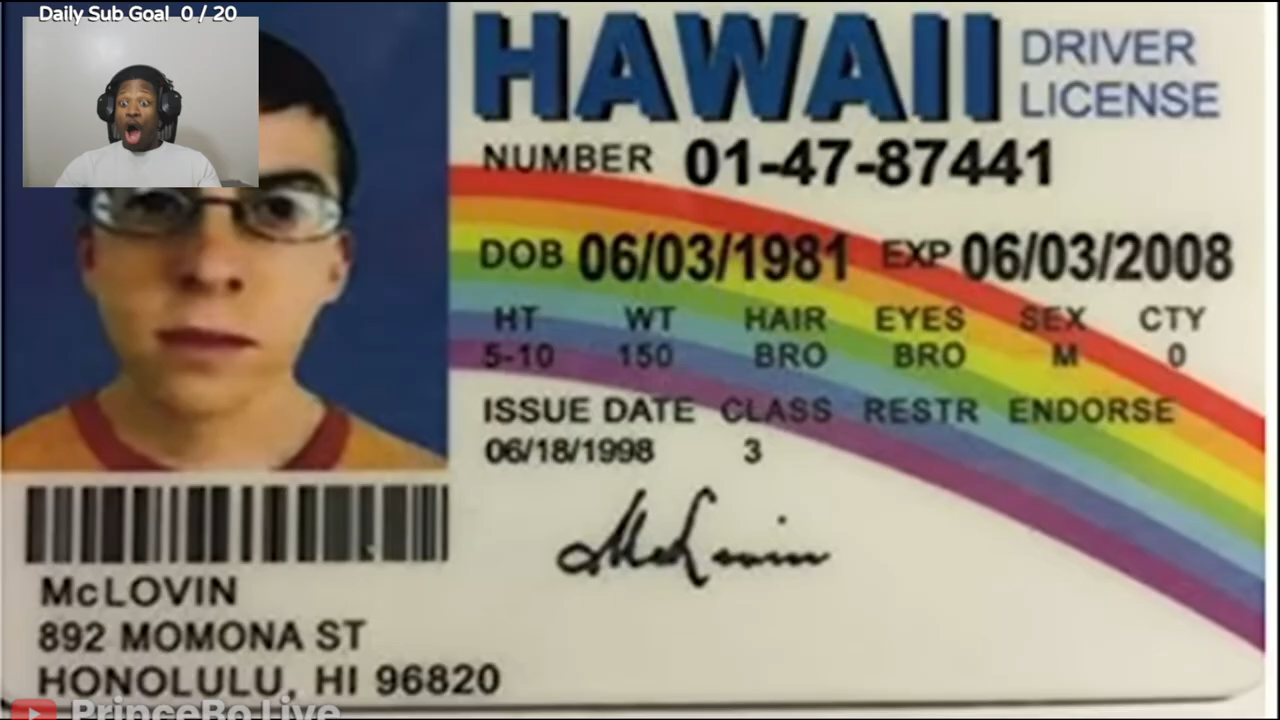 Daily Sub Goal 0 / 20
HAWAII
DRIVER
LICENSE
NUMBER 01-47-87441
DOB 06/03/1981 EXP 06/03/2008
HT WT HAIR EYES SEX CTY
5-10 150 BRO BRO M 0
ISSUE DATE CLASS RESTR ENDORSE
06/18/1998 3
McLovin
McLOVIN
892 MOMONA ST
HONOLULU, HI 96820
PrinceBo Live